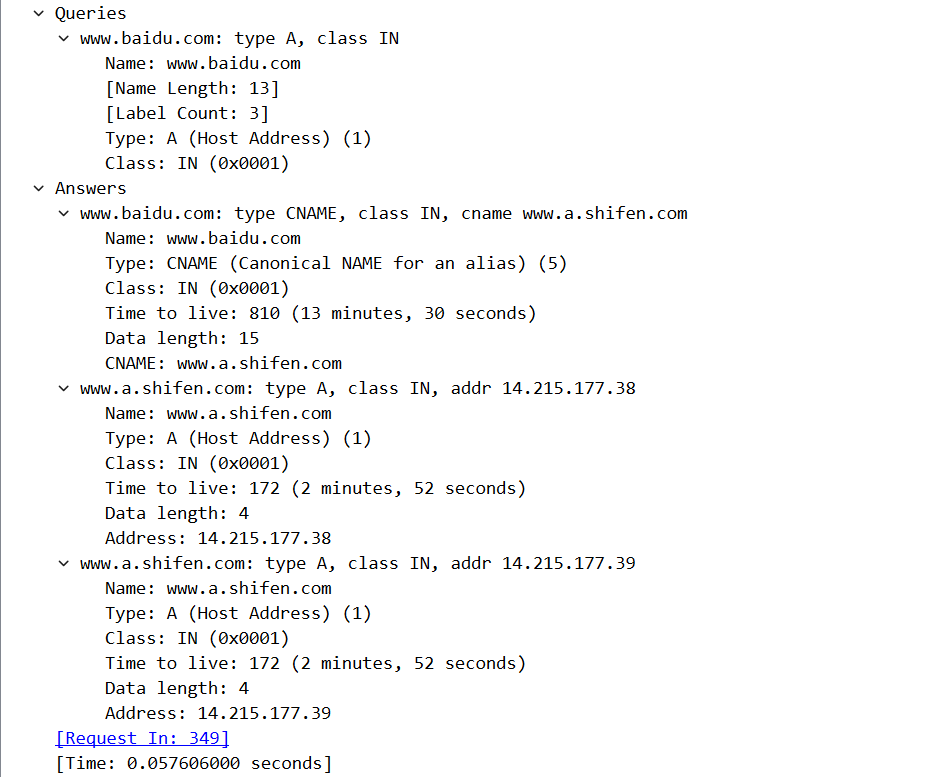 Queries
www.baidu.com: type A, class IN
Name: www.baidu.com
[Name Length: 13]
[Label Count: 3]
Type: A (Host Address) (1)
Class: IN (0x0001)
Answers
www.baidu.com: type CNAME, class IN, cname www.a.shifen.com
Name: www.baidu.com
Type: CNAME (Canonical NAME for an alias) (5)
Class: IN (0x0001)
Time to live: 810 (13 minutes, 30 seconds)
Data length: 15
CNAME: www.a.shifen.com
www.a.shifen.com: type A, class IN, addr 14.215.177.38
Name: www.a.shifen.com
Type: A (Host Address) (1)
Class: IN (0x0001)
Time to live: 172 (2 minutes, 52 seconds)
Data length: 4
Address: 14.215.177.38
www.a.shifen.com: type A, class IN, addr 14.215.177.39
Name: www.a.shifen.com
Type: A (Host Address) (1)
Class: IN (0x0001)
Time to live: 172 (2 minutes, 52 seconds)
Data length: 4
Address: 14.215.177.39
[Request In: 349]
[Time: 0.057606000 seconds]